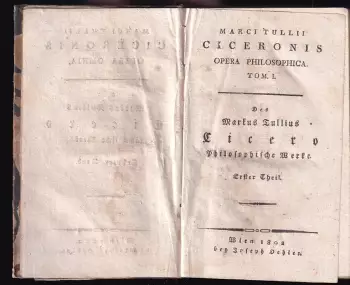 MARCI TULLII
CICERONIS
OPERA PHILOSOPHICA.
TOM. I.
Des
Markus Tullius
Cicero
Philosophische Werke.
Erster Theil.
Wien 1802
bey Joseph Oehler.